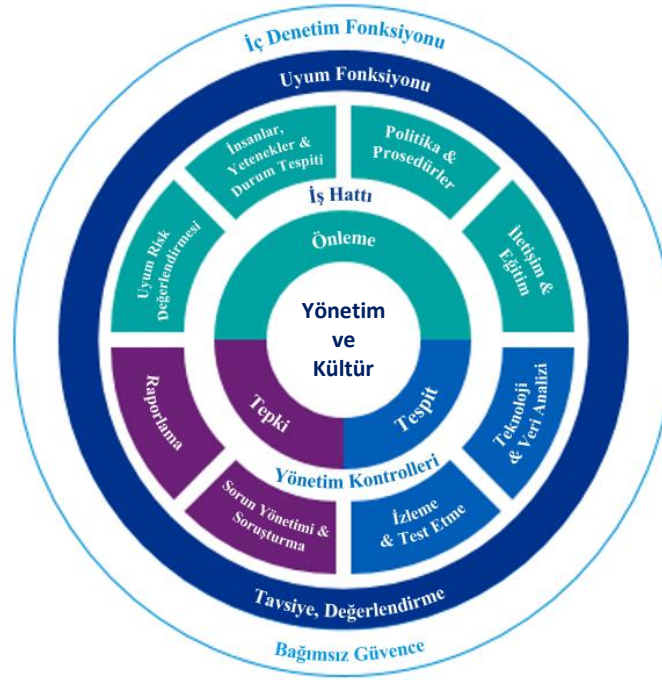 İç Denetim Fonksiyonu
Uyum Fonksiyonu
İnsanlar,
Yetenekler &
Durum Tespiti
Politika &
Prosedürler
İş Hattı
Uyum Risk
Değerlendirmesi
Önleme
İletişim &
Eğitim
Yönetim
ve
Kültür
Raporlama
Tepki
Tespit
Teknoloji
& Veri Analizi
Yönetim Kontrolleri
Sorun Yönetimi &
Soruşturma
İzleme
& Test Etme
Tavsiye, Değerlendirme
Bağımsız Güvence